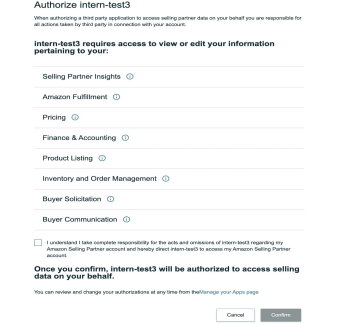 Authorize intern-test3
When authorizing a third party application to access selling partner data on your behalf you are responsible for
all actions taken by third party in connection with your account.
intern-test3 requires access to view or edit your information
pertaining to your:
Selling Partner Insights
Amazon Fulfillment
Pricing
Finance & Accounting
Product Listing
Inventory and Order Management
Buyer Solicitation
Buyer Communication
I understand I take complete responsibility for the acts and omissions of intern-test3 regarding my
Amazon Selling Partner account and hereby direct intern-test3 to access my Amazon Selling Partner
account.
Once you confirm, intern-test3 will be authorized to access selling
data on your behalf.
You can review and change your authorizations at any time from theManage your Apps page
Cancel
Confirm